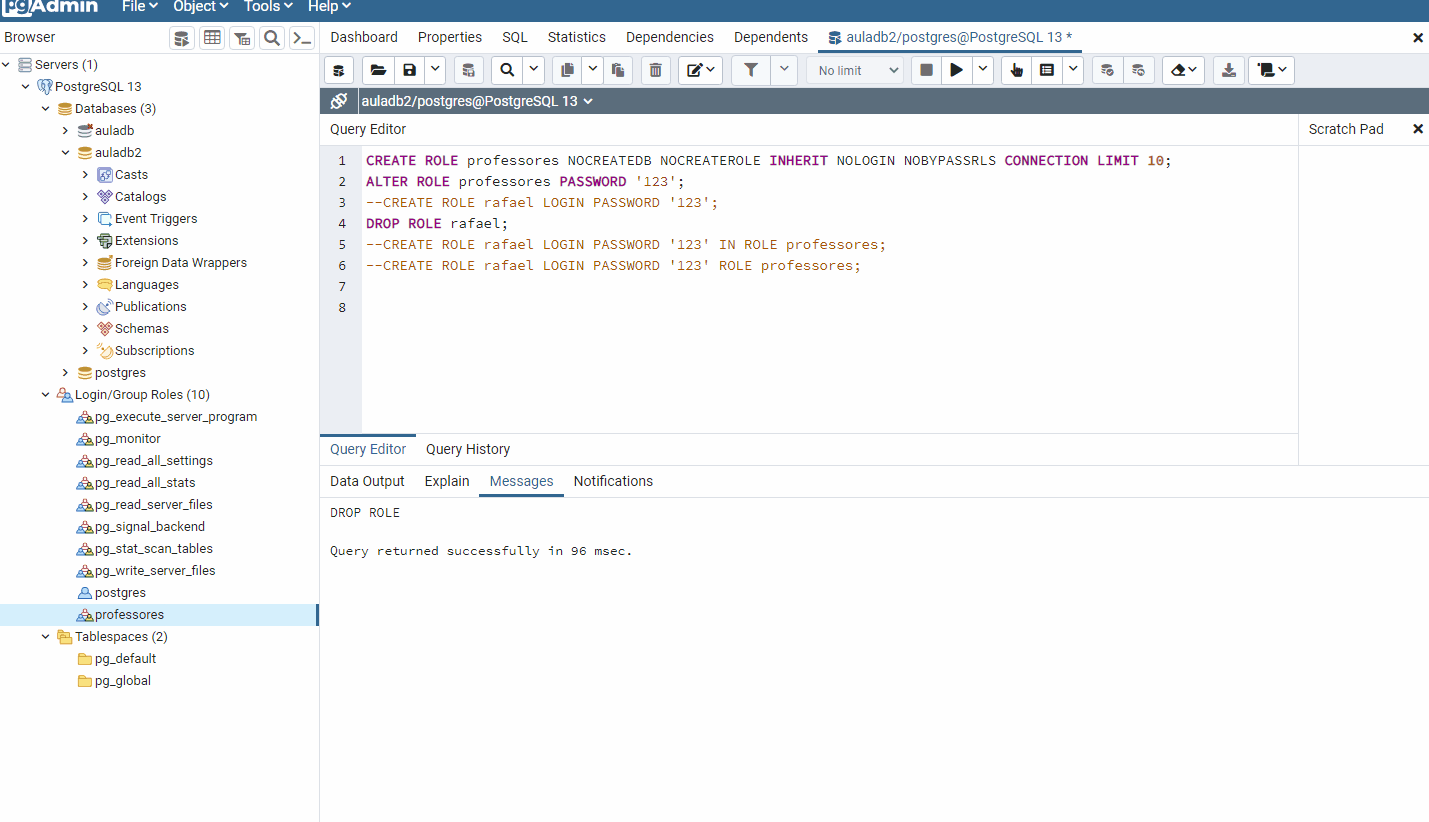 pgAdmin File Object Tools Help
Browser
Dashboard Properties SQL Statistics Dependencies Dependents auladb2/postgres@PostgreSQL 13 *
No limit
auladb2/postgres@PostgreSQL 13
Query Editor
Scratch Pad
1 CREATE ROLE professores NOCREATEDB NOCREATEROLE INHERIT NOLOGIN NOBYPASSRLS CONNECTION LIMIT 10;
2 ALTER ROLE professores PASSWORD '123';
3 --CREATE ROLE rafael LOGIN PASSWORD '123';
4 DROP ROLE rafael;
5 --CREATE ROLE rafael LOGIN PASSWORD '123' IN ROLE professores;
6 --CREATE ROLE rafael LOGIN PASSWORD '123' ROLE professores;
7
8
Query Editor Query History
Data Output Explain Messages Notifications
DROP ROLE
Query returned successfully in 96 msec.
Servers (1)
PostgreSQL 13
Databases (3)
auladb
auladb2
Casts
Catalogs
Event Triggers
Extensions
Foreign Data Wrappers
Languages
Publications
Schemas
Subscriptions
postgres
Login/Group Roles (10)
pg_execute_server_program
pg_monitor
pg_read_all_settings
pg_read_all_stats
pg_read_server_files
pg_signal_backend
pg_stat_scan_tables
pg_write_server_files
postgres
professores
Tablespaces (2)
pg_default
pg_global